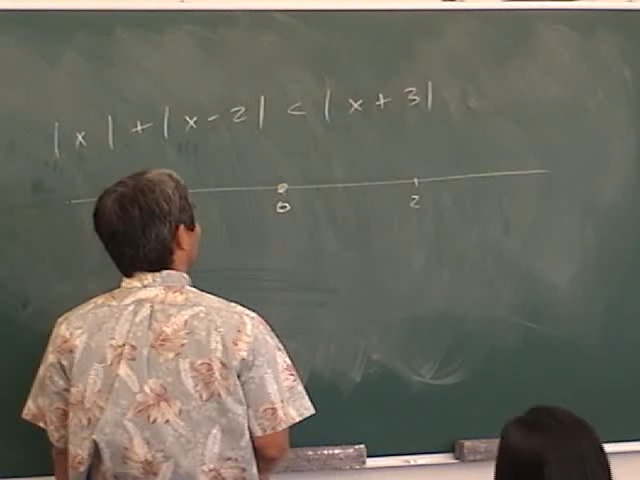 |x| + |x - 2| < |x + 3|
0 2